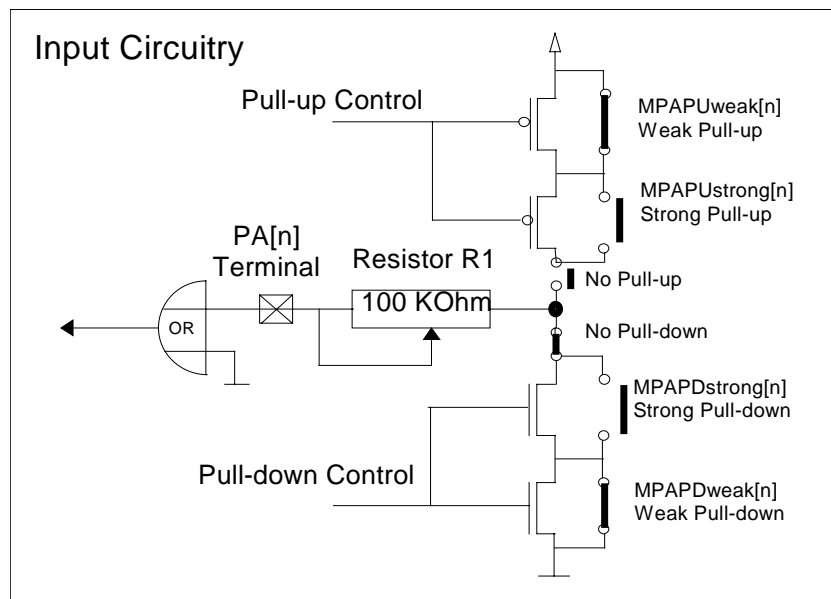 Input Circuitry
Pull-up Control
MPAPUweak[n]
Weak Pull-up
MPAPUstrong[n]
Strong Pull-up
PA[n]
Terminal
Resistor R1
100 KOhm
No Pull-up
OR
No Pull-down
MPAPDstrong[n]
Strong Pull-down
Pull-down Control
MPAPDweak[n]
Weak Pull-down